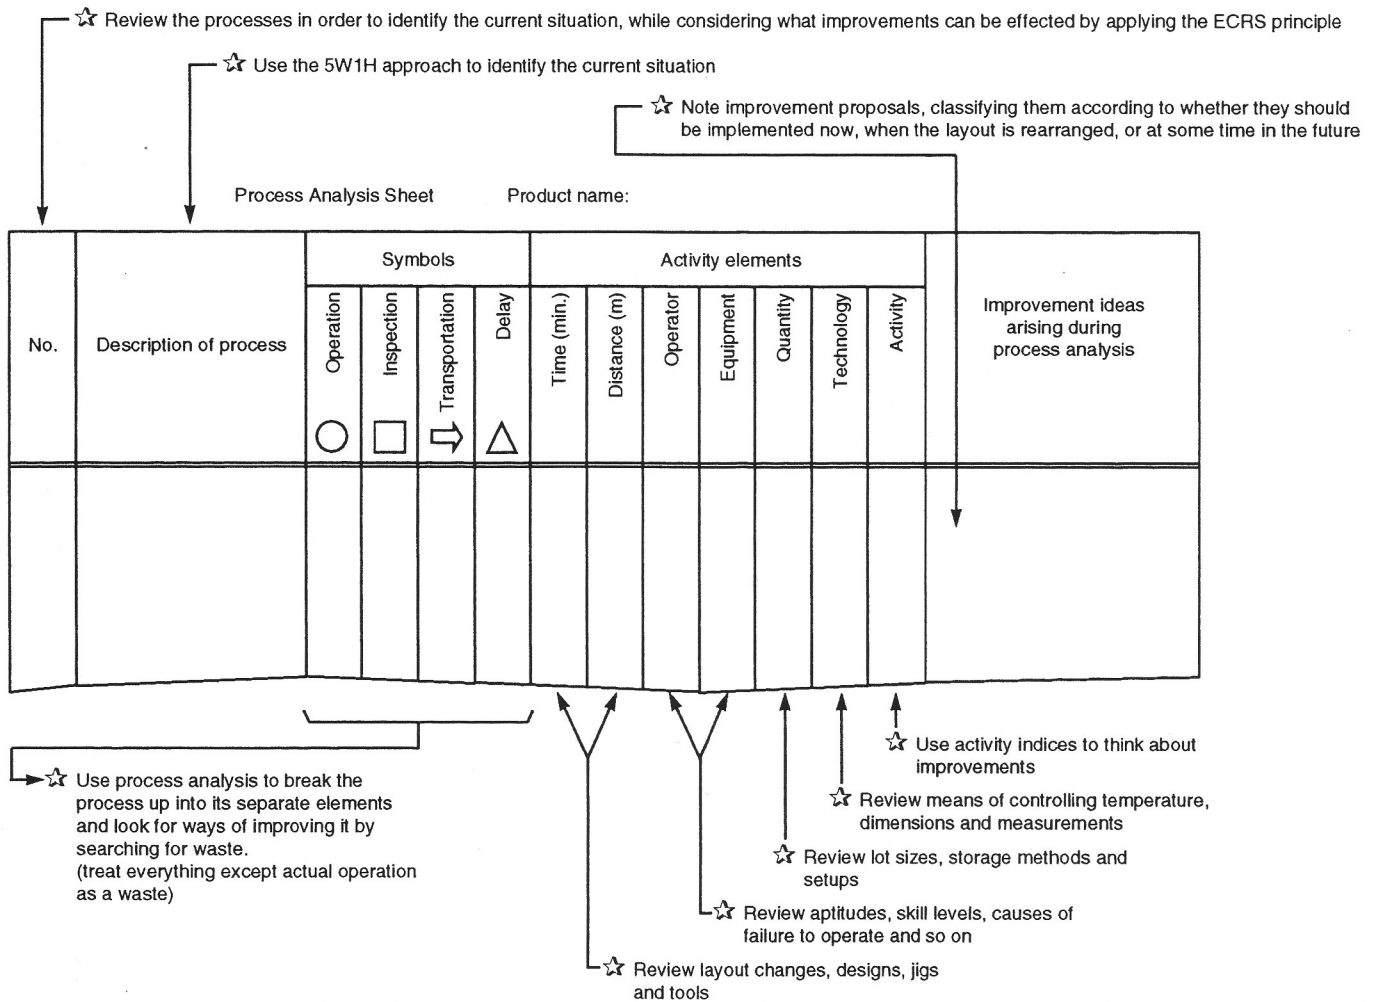 Review the processes in order to identify the current situation, while considering what improvements can be effected by applying the ECRS principle
Use the 5W1H approach to identify the current situation
Note improvement proposals, classifying them according to whether they should
be implemented now, when the layout is rearranged, or at some time in the future
Process Analysis Sheet
Product name:
No.
Description of process
Symbols
Operation
Inspection
Transportation
Delay
Activity elements
Time (min.)
Distance (m)
Operator
Equipment
Quantity
Technology
Activity
Improvement ideas
arising during
process analysis
Use process analysis to break the
process up into its separate elements
and look for ways of improving it by
searching for waste.
(treat everything except actual operation
as a waste)
Use activity indices to think about
improvements
Review means of controlling temperature,
dimensions and measurements
Review lot sizes, storage methods and
setups
Review aptitudes, skill levels, causes of
failure to operate and so on
Review layout changes, designs, jigs
and tools